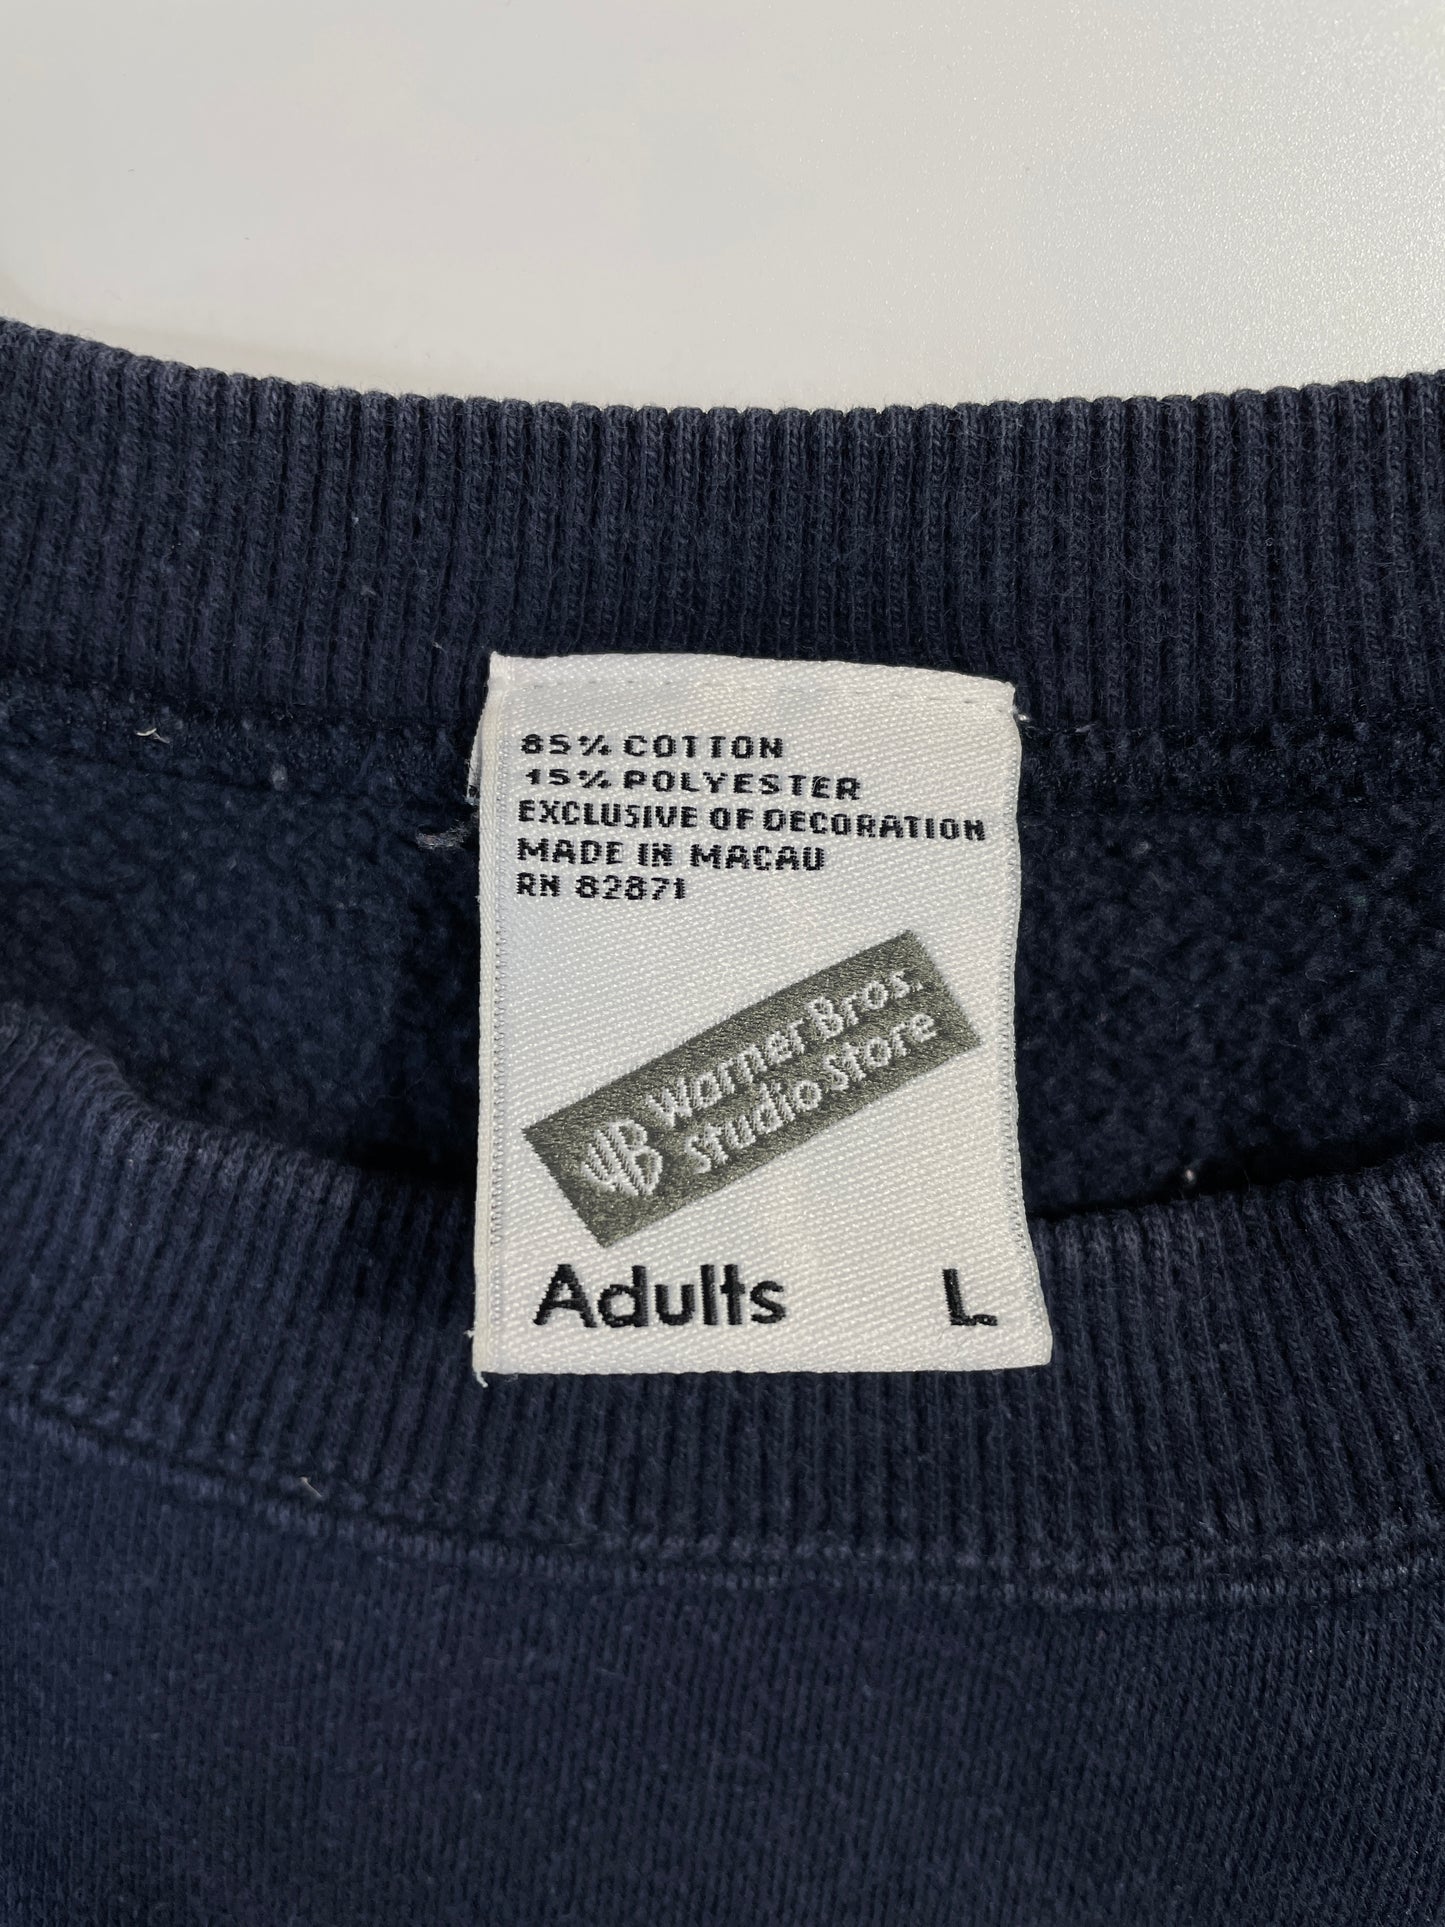 85% COTTON
15% POLYESTER
EXCLUSIVE OF DECORATION
MADE IN MACAU
RN 82871
WB Warner Bros.
Studio Store
Adults L